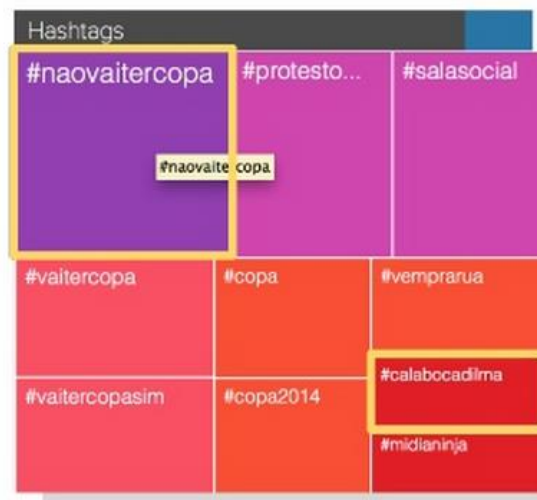 Hashtags
#naovaitercopa
#protesto...
#salasocial
#naovaitercopa
#vaitercopa
#copa
#vemprarua
#calabocadilma
#vaitercopasim
#copa2014
#midianinja